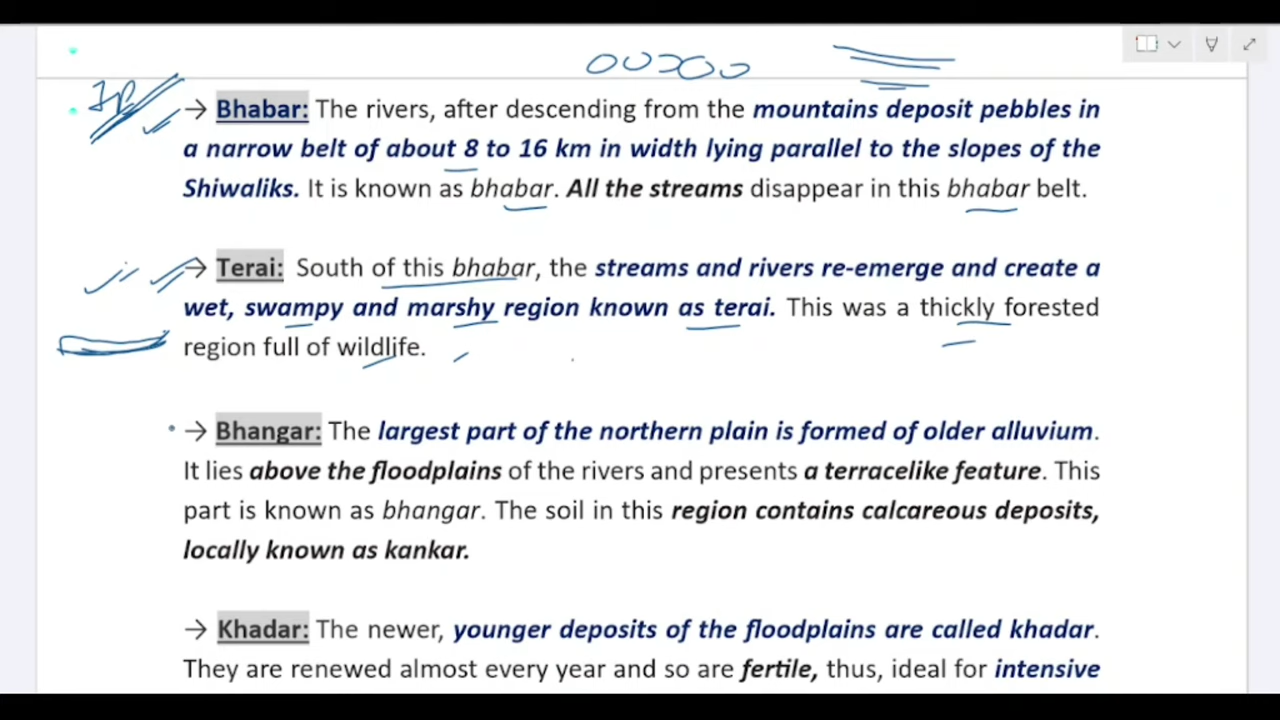 Imp
→ Bhabar: The rivers, after descending from the mountains deposit pebbles in
a narrow belt of about 8 to 16 km in width lying parallel to the slopes of the
Shiwaliks. It is known as bhabar. All the streams disappear in this bhabar belt.
→ Terai: South of this bhabar, the streams and rivers re-emerge and create a
wet, swampy and marshy region known as terai. This was a thickly forested
region full of wildlife.
→ Bhangar: The largest part of the northern plain is formed of older alluvium.
It lies above the floodplains of the rivers and presents a terracelike feature. This
part is known as bhangar. The soil in this region contains calcareous deposits,
locally known as kankar.
→ Khadar: The newer, younger deposits of the floodplains are called khadar.
They are renewed almost every year and so are fertile, thus, ideal for intensive